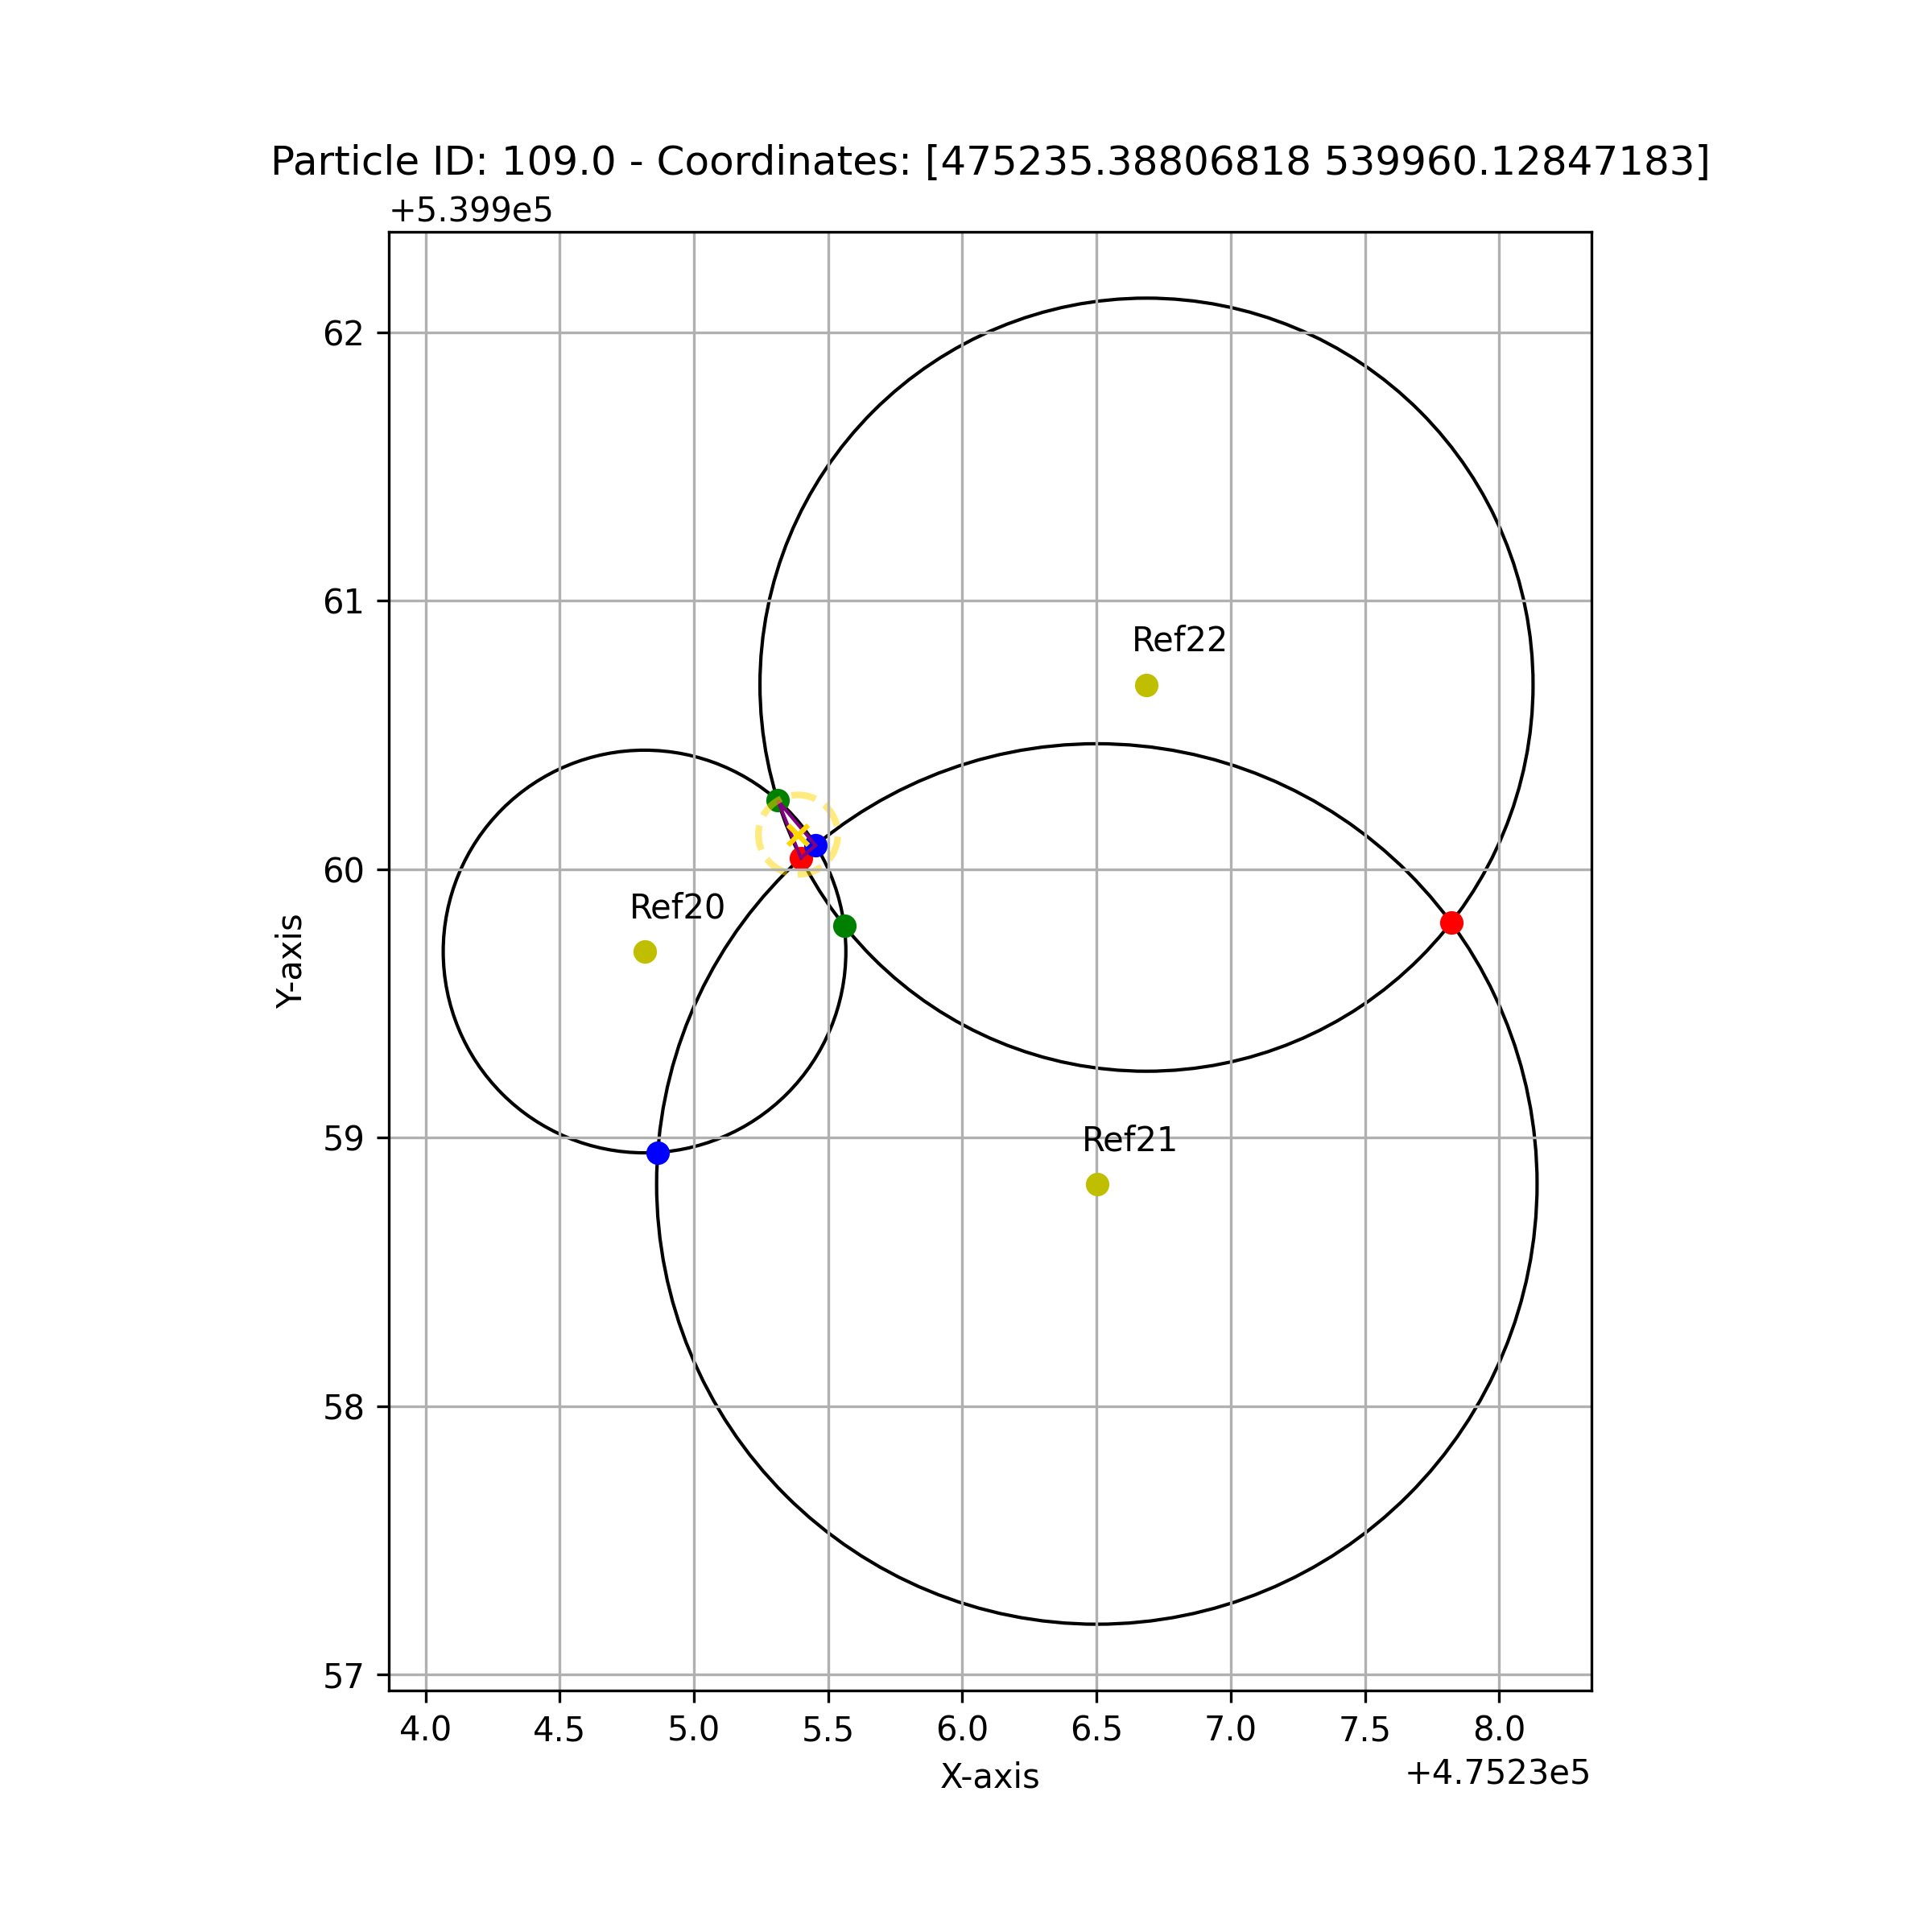 Particle ID: 109.0 - Coordinates: [475235.38806818 539960.12847183]
+5.399e5
62
61
Ref22
60
Ref20
Y-axis
59
Ref21
58
57
4.0 4.5 5.0 5.5 6.0 6.5 7.0 7.5 8.0
X-axis
+4.7523e5